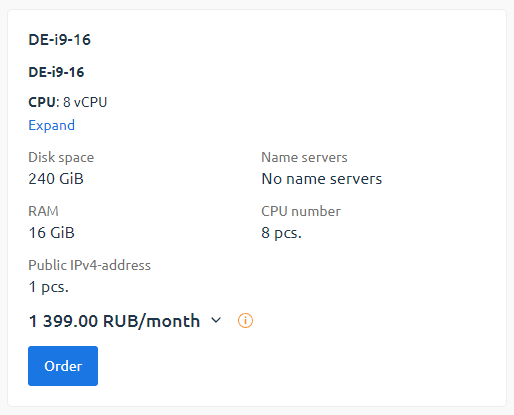 DE-i9-16
DE-i9-16
CPU: 8 vCPU
Expand
Disk space
240 GiB
Name servers
No name servers
RAM
16 GiB
CPU number
8 pcs.
Public IPv4-address
1 pcs.
1 399.00 RUB/month
Order